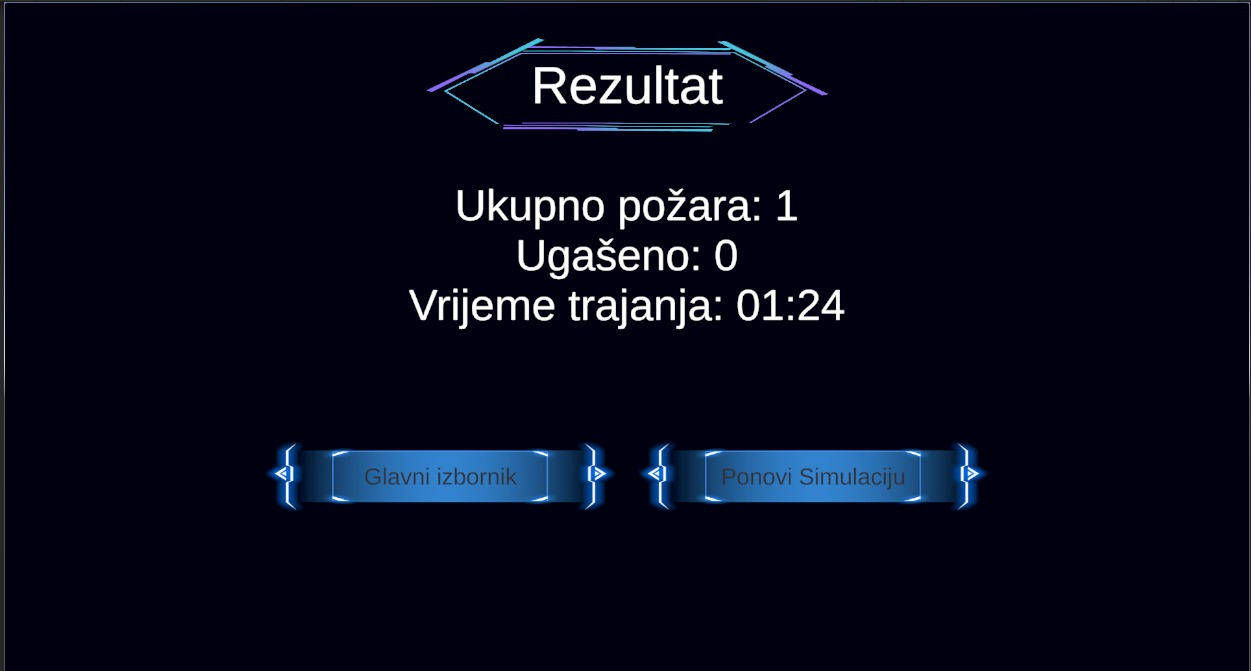 Rezultat
Ukupno požara: 1
Ugašeno: 0
Vrijeme trajanja: 01:24
Glavni izbornik
Ponovi Simulaciju